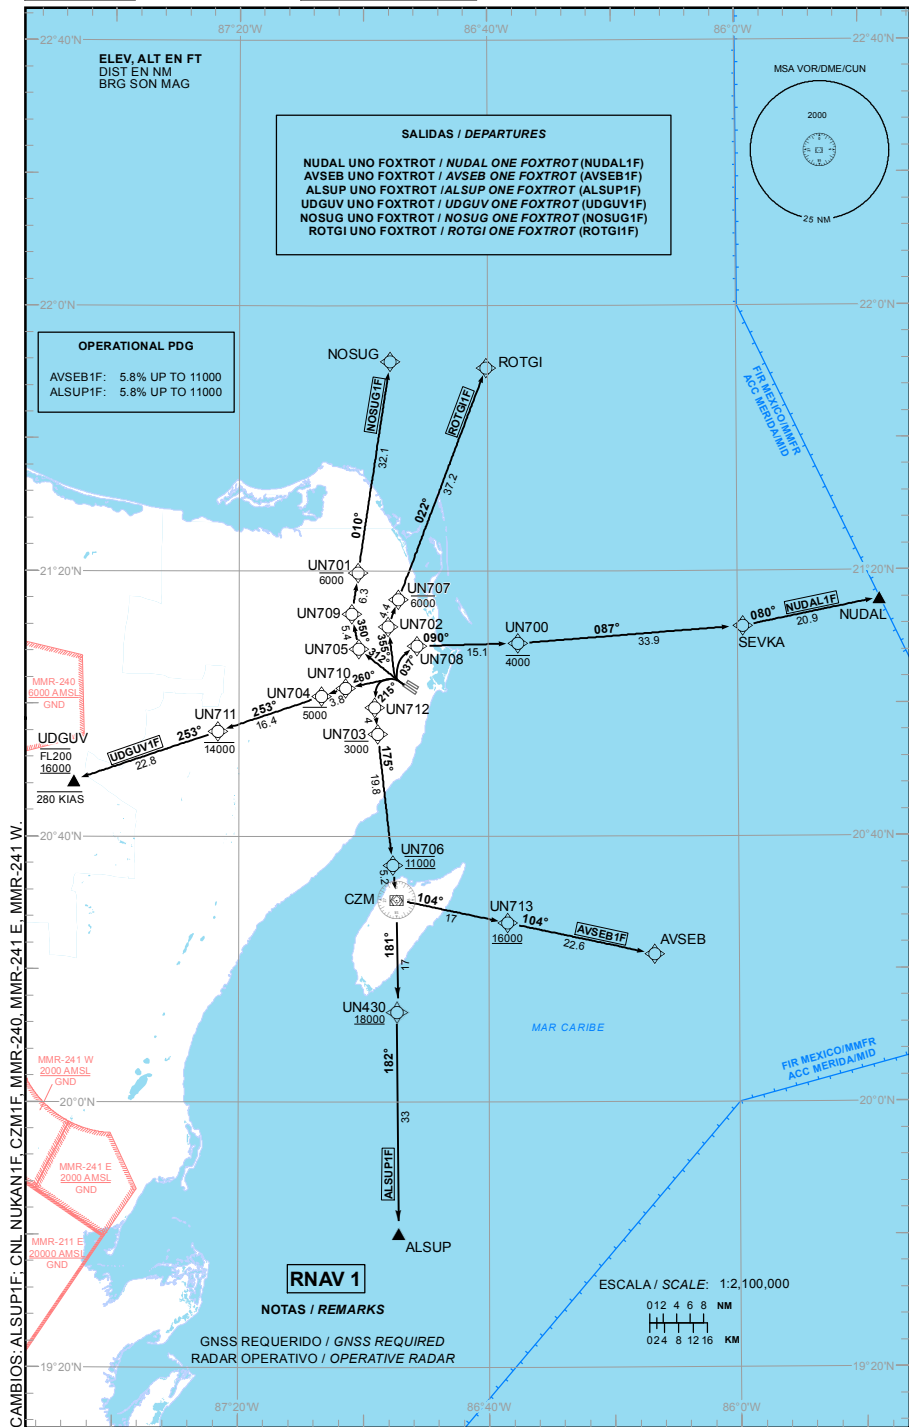 87°20'W
86°40'W
86°0'W
22°40'N
22°40'N
ELEV, ALT EN FT
DIST EN NM
BRG SON MAG
MSA VOR/DME/CUN
2000
25 NM
SALIDAS / DEPARTURES
NUDAL UNO FOXTROT / NUDAL ONE FOXTROT (NUDAL1F)
AVSEB UNO FOXTROT / AVSEB ONE FOXTROT (AVSEB1F)
ALSUP UNO FOXTROT / ALSUP ONE FOXTROT (ALSUP1F)
UDGUV UNO FOXTROT / UDGUV ONE FOXTROT (UDGUV1F)
NOSUG UNO FOXTROT / NOSUG ONE FOXTROT (NOSUG1F)
ROTGI UNO FOXTROT / ROTGI ONE FOXTROT (ROTGI1F)
22°0'N
22°0'N
OPERATIONAL PDG
AVSEB1F: 5.8% UP TO 11000
ALSUP1F: 5.8% UP TO 11000
NOSUG
ROTGI
NOSUG1F
ROTGI1F
FIR MEXICO/MMFR
ACC MERIDA/MID
32.1
37.2
010°
022°
21°20'N
21°20'N
UN701
6000
UN707
6000
6.3
4.4
UN709
UN702
5.4
350°
355°
UN705
312°
037°
090°
15.1
UN708
UN700
4000
087°
33.9
SEVKA
080°
NUDAL1F
20.9
NUDAL
MMR-240
6000 AMSL
GND
UN710
260°
3.8
UN704
5000
215°
UN712
4
UN703
3000
253°
16.4
UN711
14000
253°
UDGUV1F
22.8
UDGUV
FL200
16000
280 KIAS
175°
19.8
20°40'N
20°40'N
UN706
11000
5.2
CZM
104°
17
UN713
16000
104°
AVSEB1F
22.6
AVSEB
181°
17
UN430
18000
MAR CARIBE
182°
33
FIR MEXICO/MMFR
ACC MERIDA/MID
MMR-241 W
2000 AMSL
GND
20°0'N
20°0'N
MMR-241 E
2000 AMSL
GND
ALSUP1F
MMR-211 E
20000 AMSL
GND
ALSUP
RNAV 1
NOTAS / REMARKS
GNSS REQUERIDO / GNSS REQUIRED
RADAR OPERATIVO / OPERATIVE RADAR
ESCALA / SCALE: 1:2,100,000
012 4 6 8 NM
024 8 12 16 KM
19°20'N
19°20'N
87°20'W
86°40'W
86°0'W
CAMBIOS: ALSUP1F; CNL NUKAN1F, CZM1F, MMR-240, MMR-241 E, MMR-241 W.